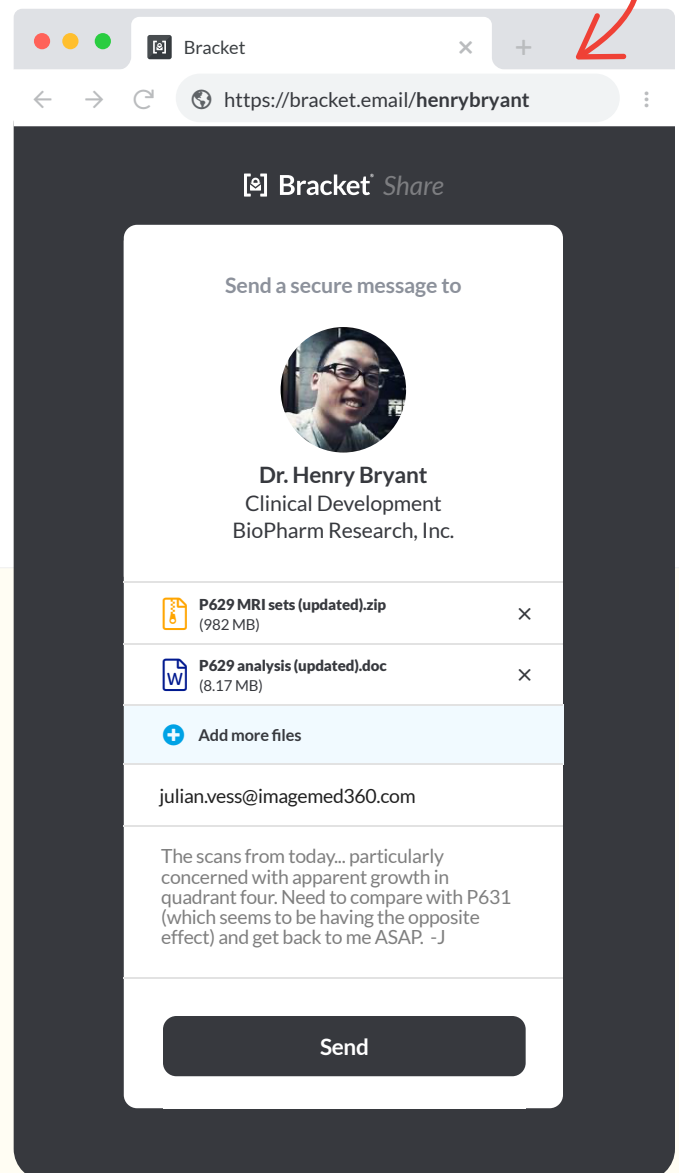 Bracket
https://bracket.email/henrybryant
Bracket Share
Send a secure message to
Dr. Henry Bryant
Clinical Development
BioPharm Research, Inc.
P629 MRI sets (updated).zip
(982 MB)
W
P629 analysis (updated).doc
(8.17 MB)
Add more files
julian.vess@imagemed360.com
The scans from today... particularly
concerned with apparent growth in
quadrant four. Need to compare with P631
(which seems to be having the opposite
effect) and get back to me ASAP.  -J
Send